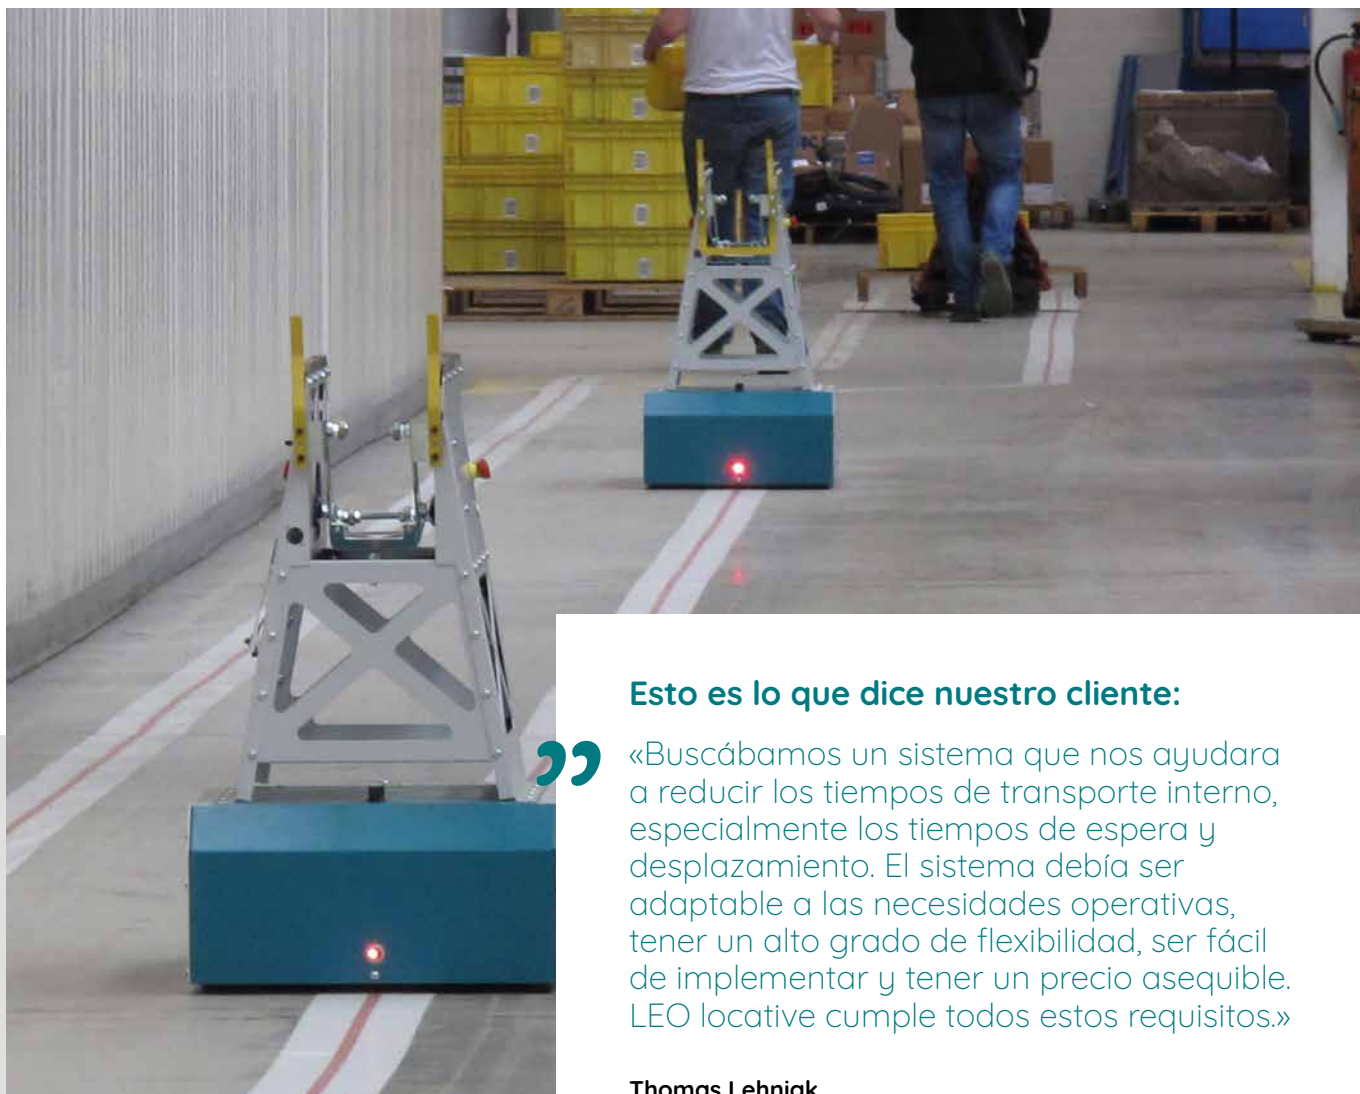 Esto es lo que dice nuestro cliente:
”
«Buscábamos un sistema que nos ayudara
a reducir los tiempos de transporte interno,
especialmente los tiempos de espera y
desplazamiento. El sistema debía ser
adaptable a las necesidades operativas,
tener un alto grado de flexibilidad, ser fácil
de implementar y tener un precio asequible.
LEO locative cumple todos estos requisitos.»
Thomas Lehniak